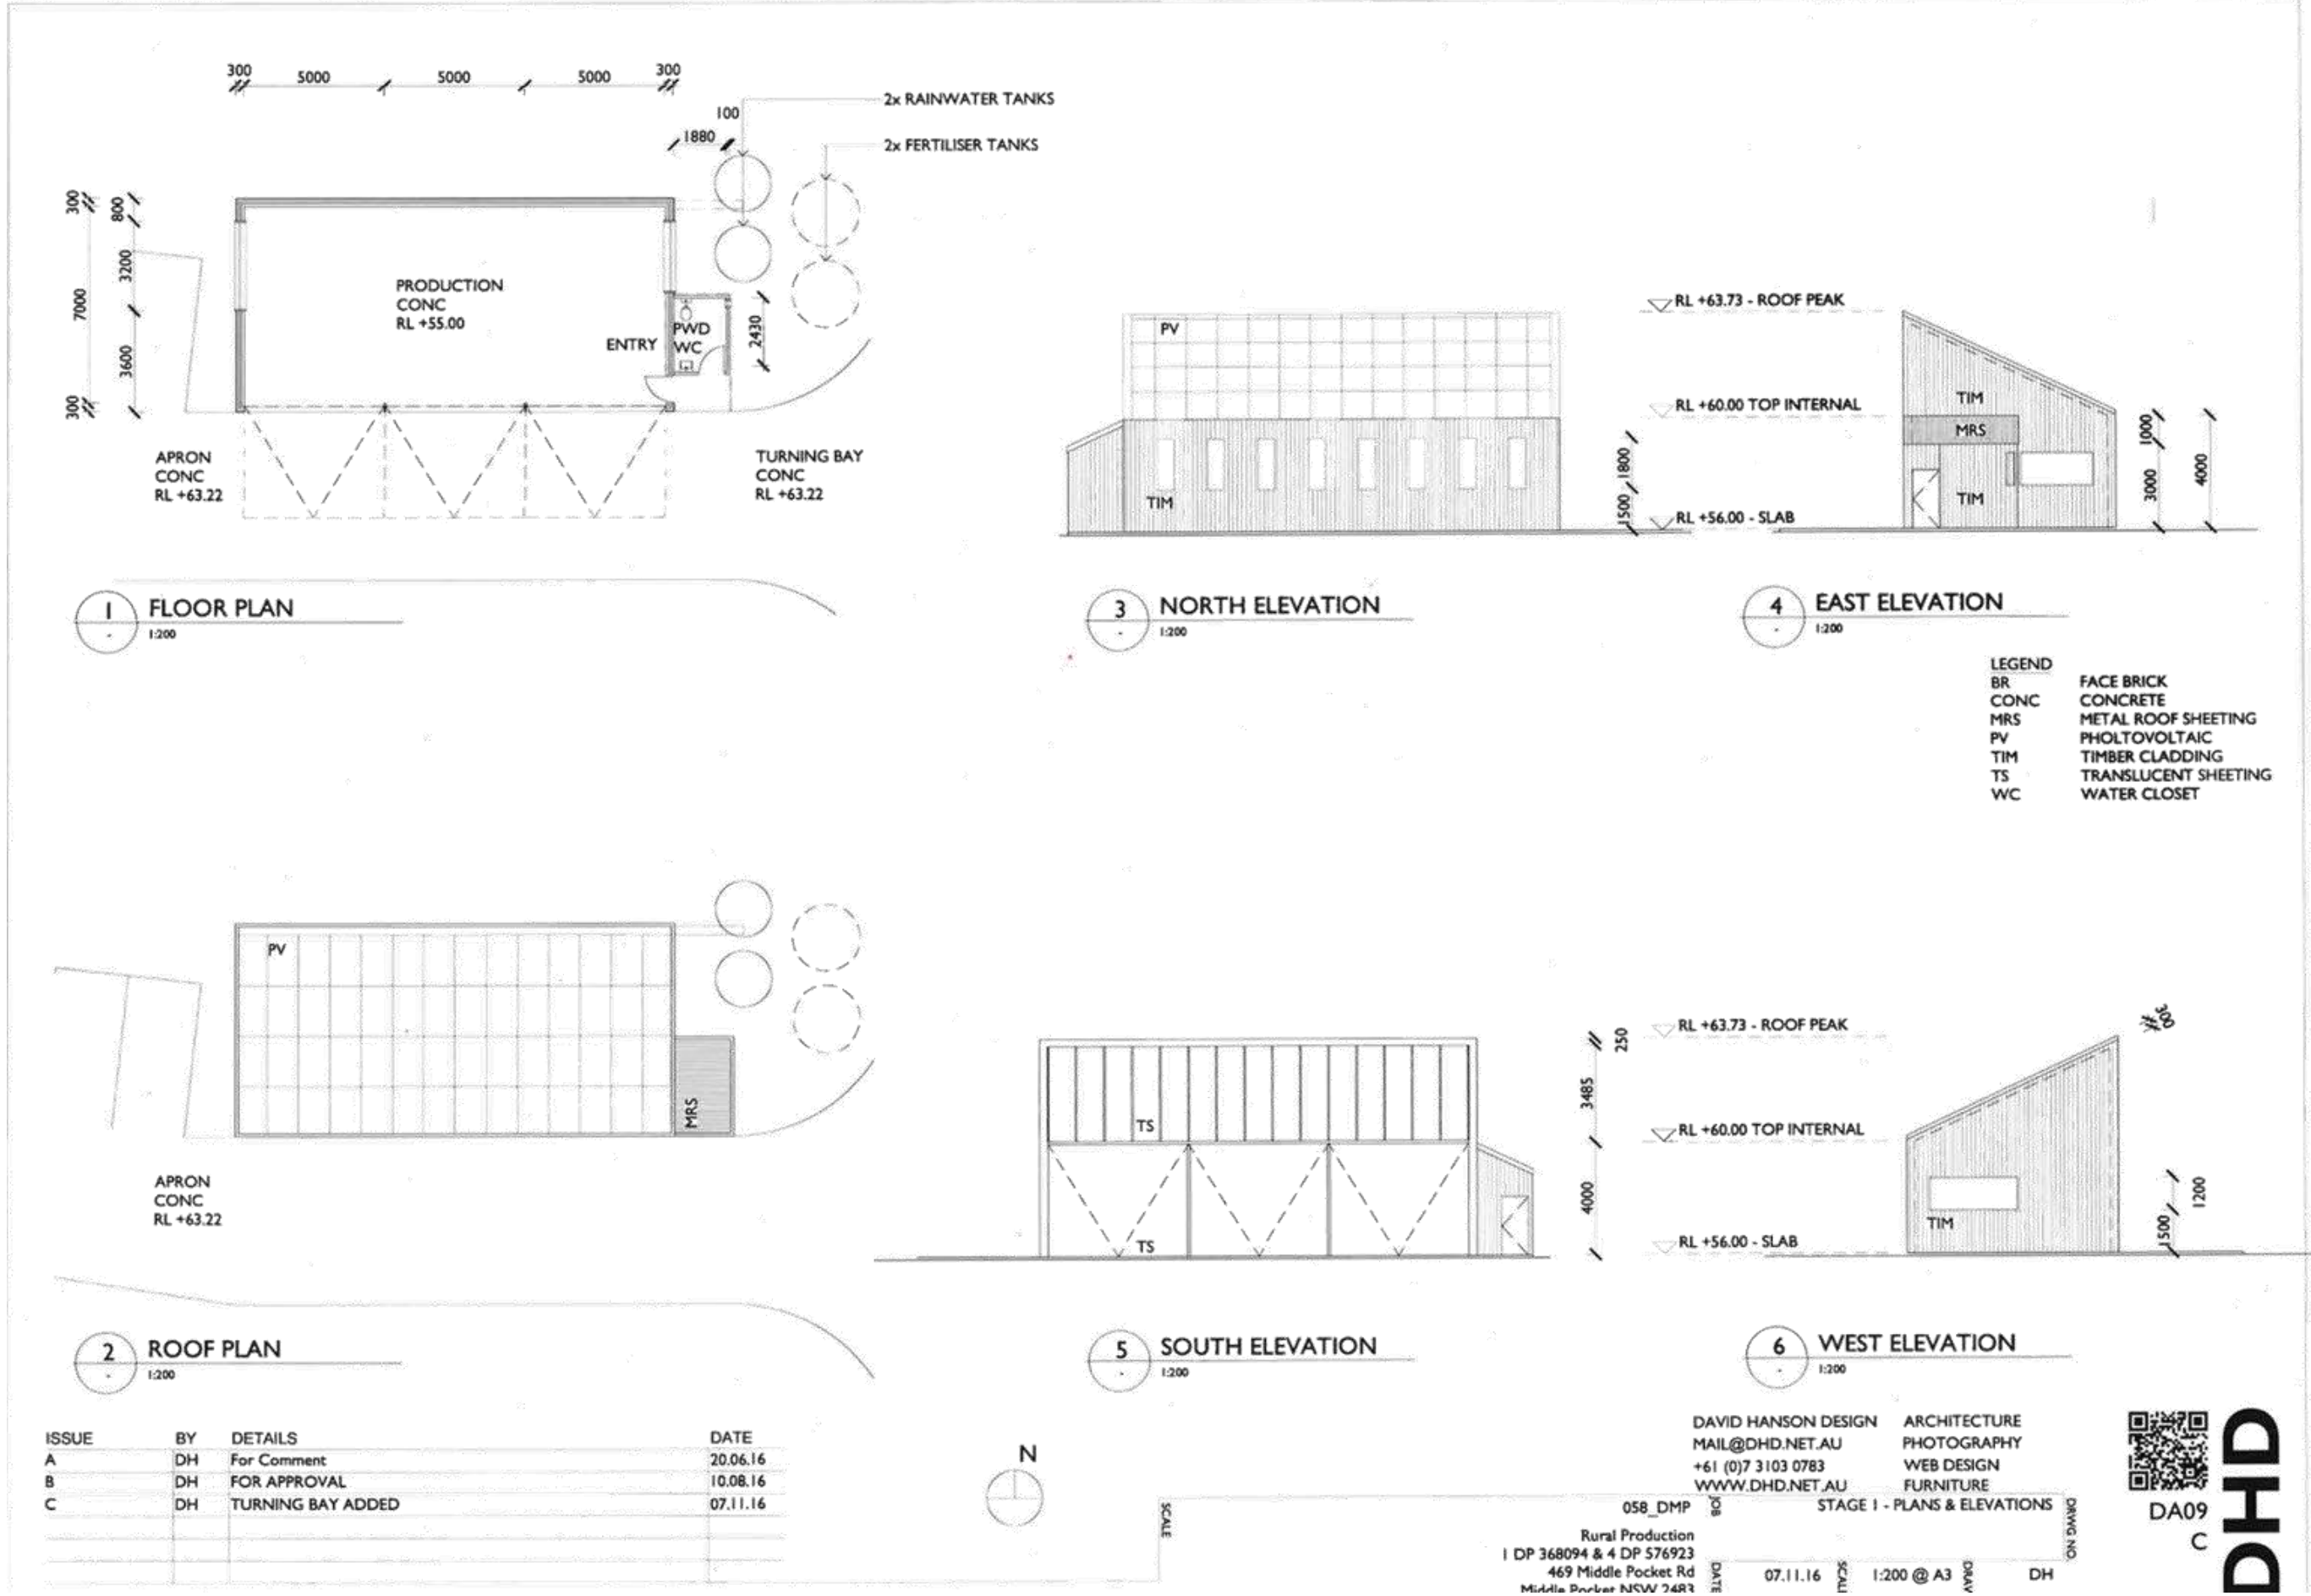 300 5000 5000 5000 300
2x RAINWATER TANKS
100
1880
2x FERTILISER TANKS
300
800
3200
7000
3600
300
PRODUCTION
CONC
RL +55.00
ENTRY
PWD
WC
2430
APRON
CONC
RL +63.22
TURNING BAY
CONC
RL +63.22
1 FLOOR PLAN
1:200
PV
TIM
1800
1500
3 NORTH ELEVATION
1:200
RL +63.73 - ROOF PEAK
RL +60.00 TOP INTERNAL
RL +56.00 - SLAB
TIM
MRS
TIM
1000
3000
4000
4 EAST ELEVATION
1:200
LEGEND
BR FACE BRICK
CONC CONCRETE
MRS METAL ROOF SHEETING
PV PHOLTOVOLTAIC
TIM TIMBER CLADDING
TS TRANSLUCENT SHEETING
WC WATER CLOSET
PV
MRS
APRON
CONC
RL +63.22
2 ROOF PLAN
1:200
TS
TS
250
3485
4000
5 SOUTH ELEVATION
1:200
RL +63.73 - ROOF PEAK
RL +60.00 TOP INTERNAL
RL +56.00 - SLAB
300
TIM
1200
1500
6 WEST ELEVATION
1:200
ISSUE BY DETAILS DATE
A DH For Comment 20.06.16
B DH FOR APPROVAL 10.08.16
C DH TURNING BAY ADDED 07.11.16
N
SCALE
DAVID HANSON DESIGN ARCHITECTURE
MAIL@DHD.NET.AU PHOTOGRAPHY
+61 (0)7 3103 0783 WEB DESIGN
WWW.DHD.NET.AU FURNITURE
058_DMP JOB STAGE 1 - PLANS & ELEVATIONS DRWG NO.
Rural Production
1 DP 368094 & 4 DP 576923
469 Middle Pocket Rd
Middle Pocket NSW 2483
DATE 07.11.16 1:200 @ A3 DH
DA09
C
DHD